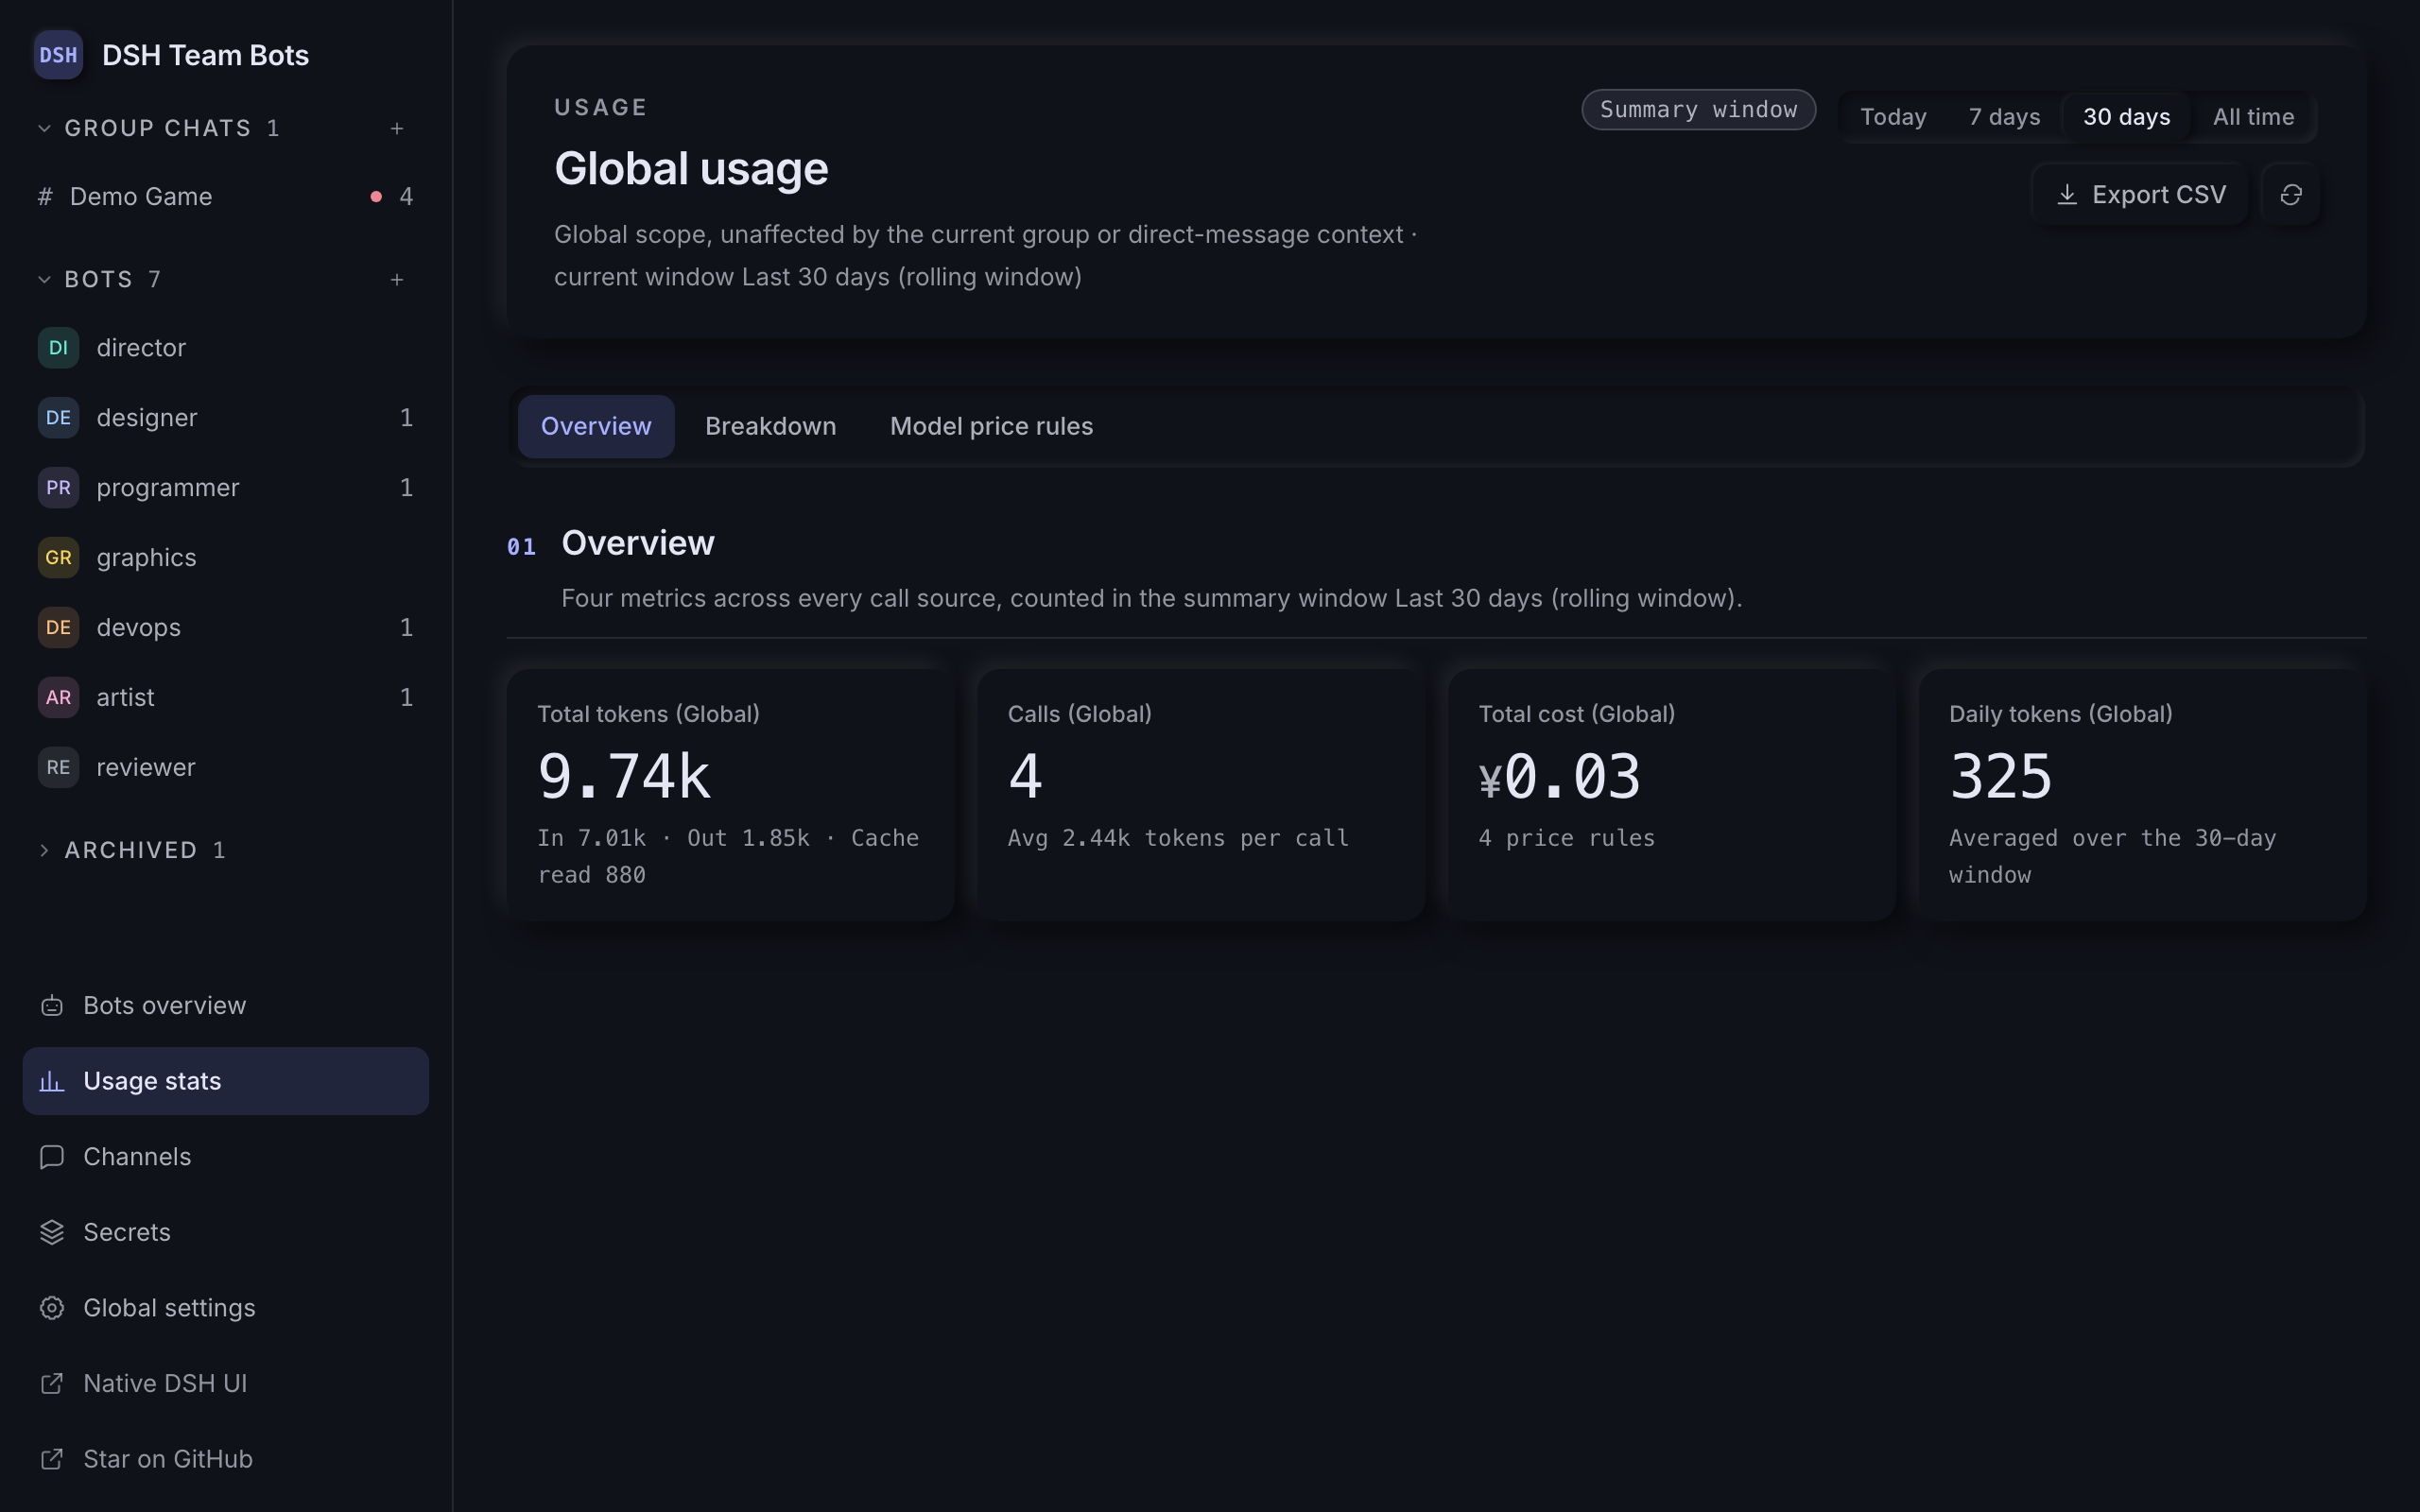 DSH DSH Team Bots
GROUP CHATS 1 +
# Demo Game 4
BOTS 7 +
DI director
DE designer 1
PR programmer 1
GR graphics
DE devops 1
AR artist 1
RE reviewer
ARCHIVED 1
Bots overview
Usage stats
Channels
Secrets
Global settings
Native DSH UI
Star on GitHub
USAGE
Global usage
Global scope, unaffected by the current group or direct-message context ·
current window Last 30 days (rolling window)
Summary window Today 7 days 30 days All time
Export CSV
Overview Breakdown Model price rules
01 Overview
Four metrics across every call source, counted in the summary window Last 30 days (rolling window).
Total tokens (Global)
9.74k
In 7.01k · Out 1.85k · Cache
read 880
Calls (Global)
4
Avg 2.44k tokens per call
Total cost (Global)
¥0.03
4 price rules
Daily tokens (Global)
325
Averaged over the 30-day
window